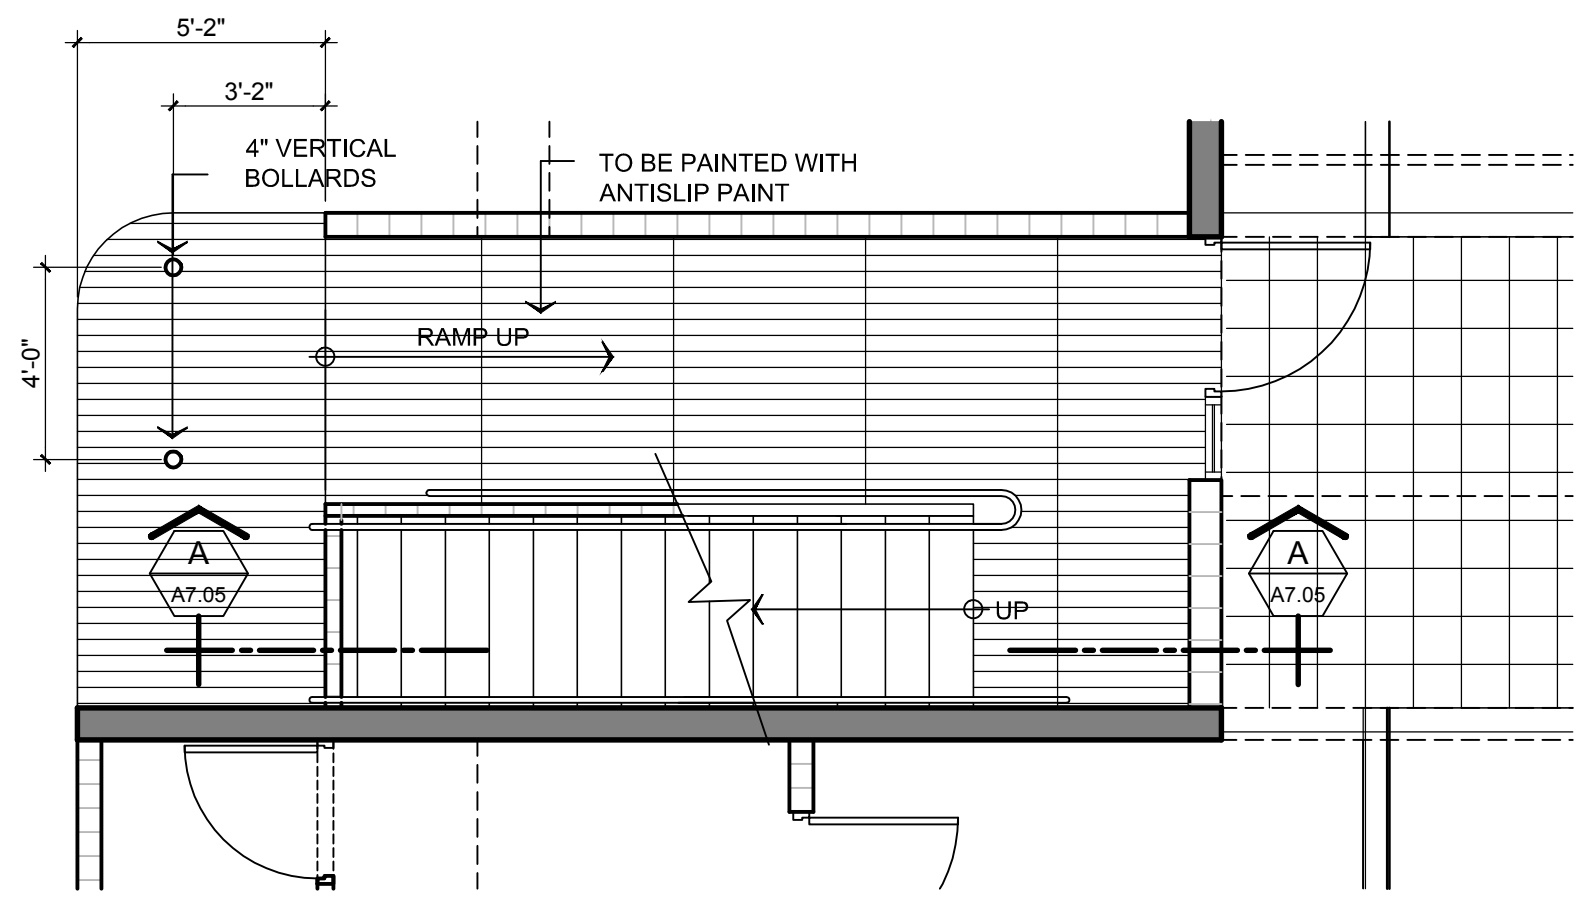 5'-2"
3'-2"
4" VERTICAL
BOLLARDS
TO BE PAINTED WITH
ANTISLIP PAINT
RAMP UP
4'-0"
A
A7.05
UP
A
A7.05